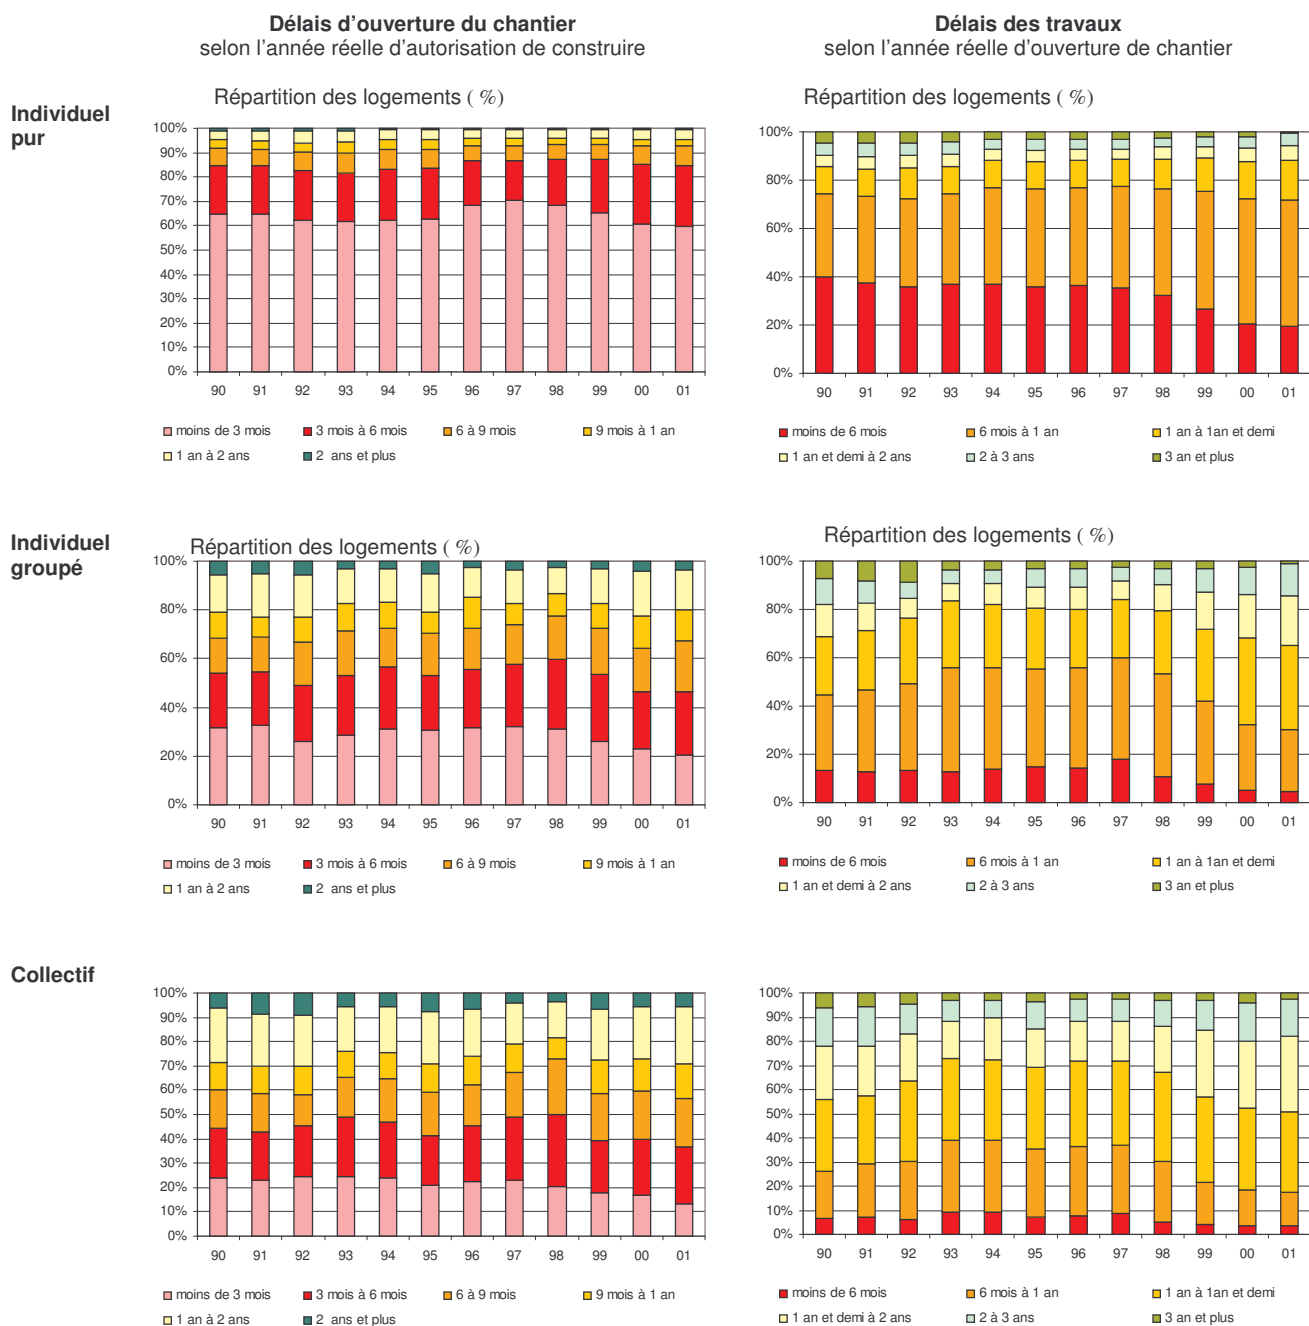 Délais d'ouverture du chantier
selon l'année réelle d'autorisation de construire
Délais des travaux
selon l'année réelle d'ouverture de chantier
Individuel
pur
Répartition des logements ( %)
100%
90%
80%
70%
60%
50%
40%
30%
20%
10%
0%
90 91 92 93 94 95 96 97 98 99 00 01
moins de 3 mois 3 mois à 6 mois 6 à 9 mois 9 mois à 1 an
1 an à 2 ans 2 ans et plus
Répartition des logements ( %)
100%
80%
60%
40%
20%
0%
90 91 92 93 94 95 96 97 98 99 00 01
moins de 6 mois 6 mois à 1 an 1 an à 1an et demi
1 an et demi à 2 ans 2 à 3 ans 3 an et plus
Individuel
groupé
Répartition des logements ( %)
100%
80%
60%
40%
20%
0%
90 91 92 93 94 95 96 97 98 99 00 01
moins de 3 mois 3 mois à 6 mois 6 à 9 mois 9 mois à 1 an
1 an à 2 ans 2 ans et plus
Répartition des logements ( %)
100%
80%
60%
40%
20%
0%
90 91 92 93 94 95 96 97 98 99 00 01
moins de 6 mois 6 mois à 1 an 1 an à 1an et demi
1 an et demi à 2 ans 2 à 3 ans 3 an et plus
Collectif
100%
90%
80%
70%
60%
50%
40%
30%
20%
10%
0%
90 91 92 93 94 95 96 97 98 99 00 01
moins de 3 mois 3 mois à 6 mois 6 à 9 mois 9 mois à 1 an
1 an à 2 ans 2 ans et plus
100%
90%
80%
70%
60%
50%
40%
30%
20%
10%
0%
90 91 92 93 94 95 96 97 98 99 00 01
moins de 6 mois 6 mois à 1 an 1 an à 1an et demi
1 an et demi à 2 ans 2 à 3 ans 3 an et plus